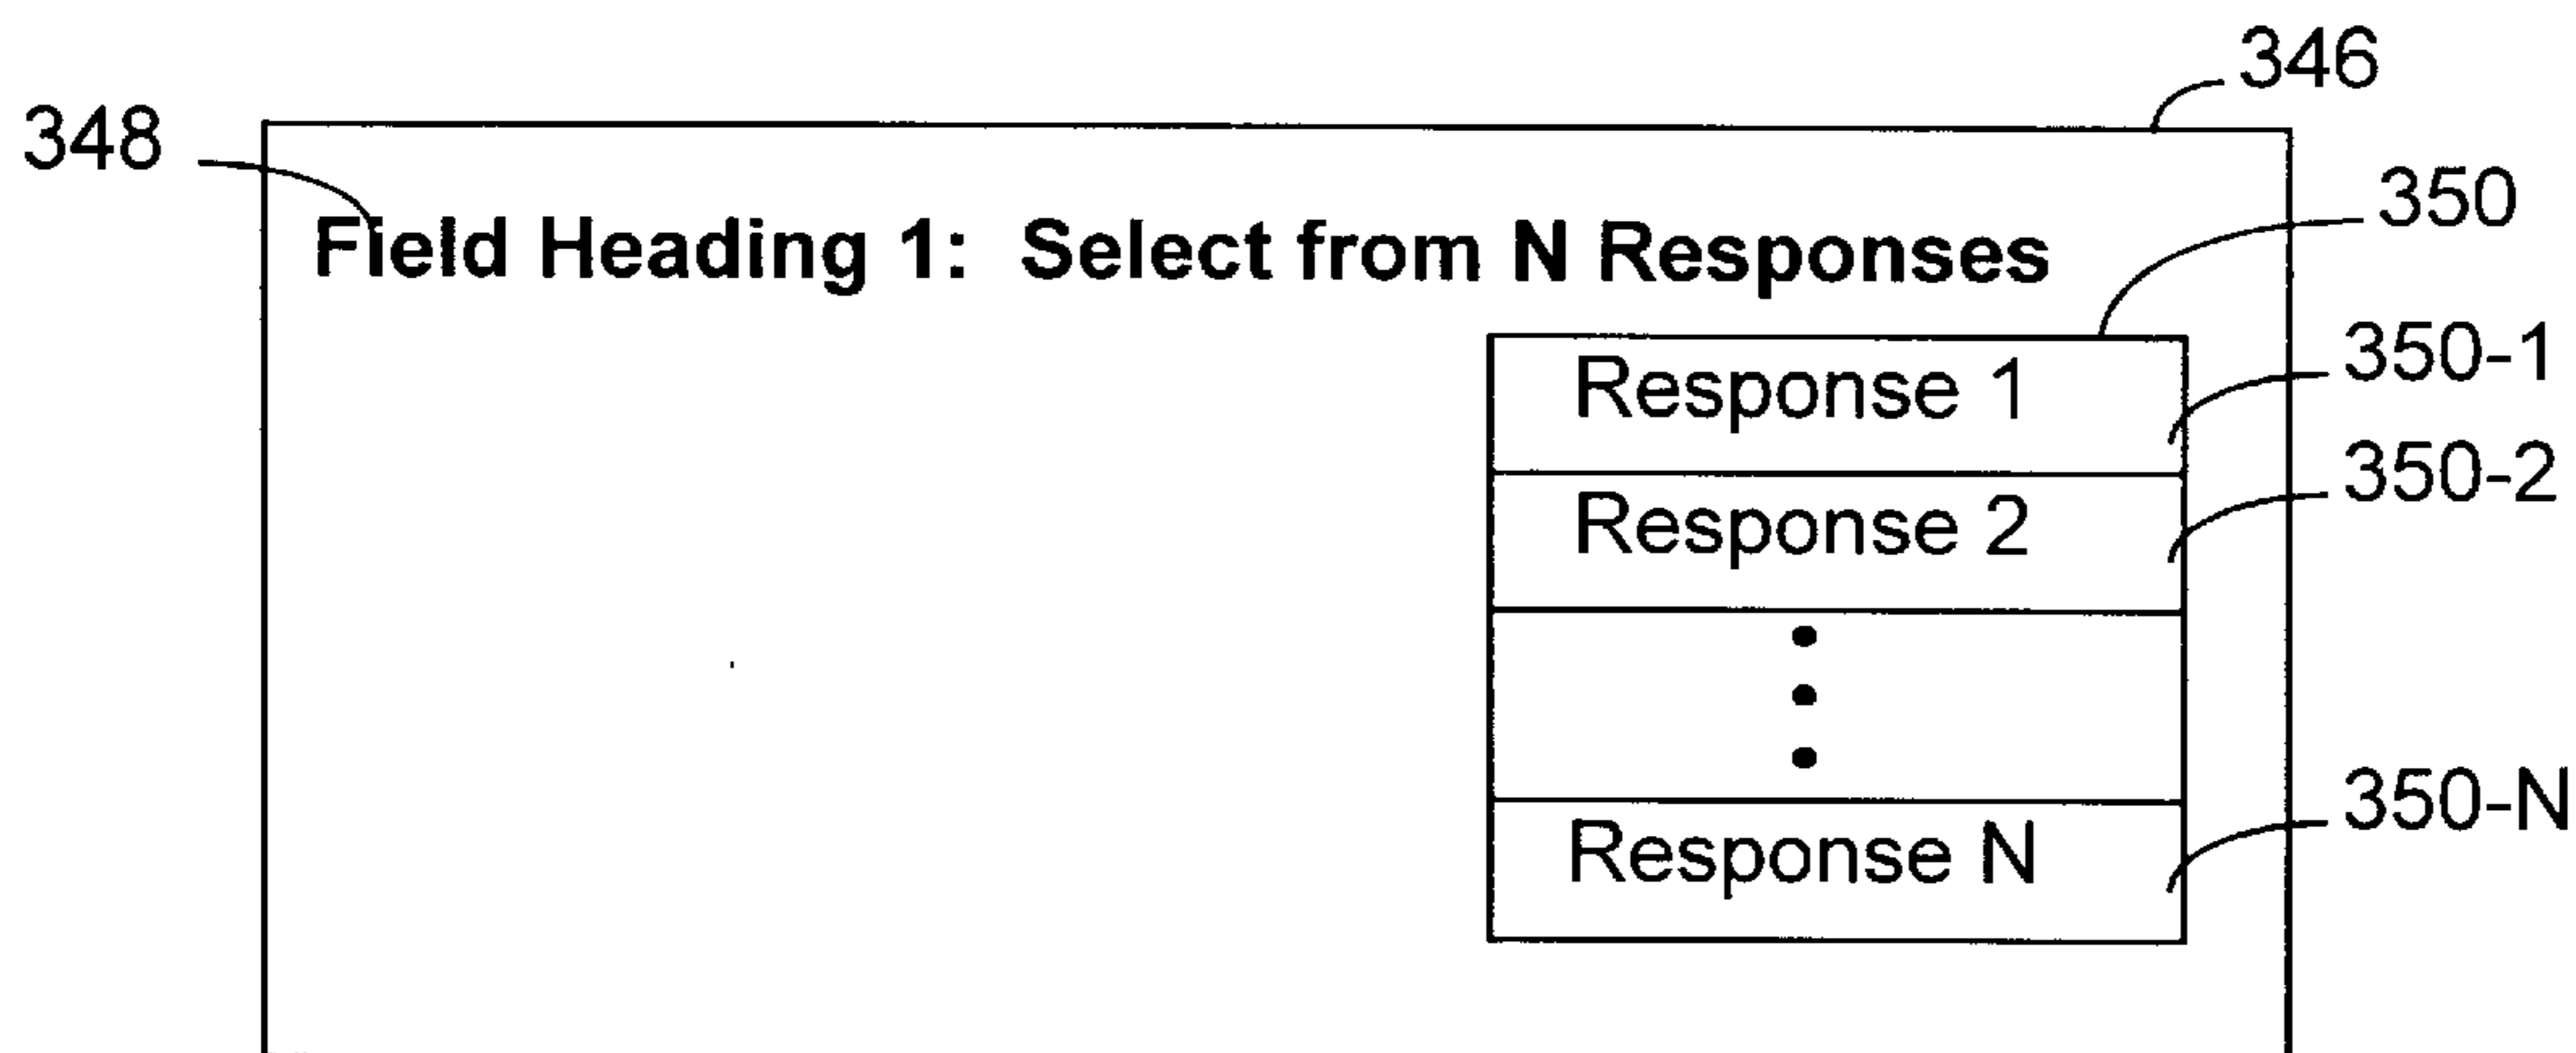 346
348
350
Field Heading 1: Select from N Responses
350-1
Response 1
350-2
Response 2
350-N
Response N